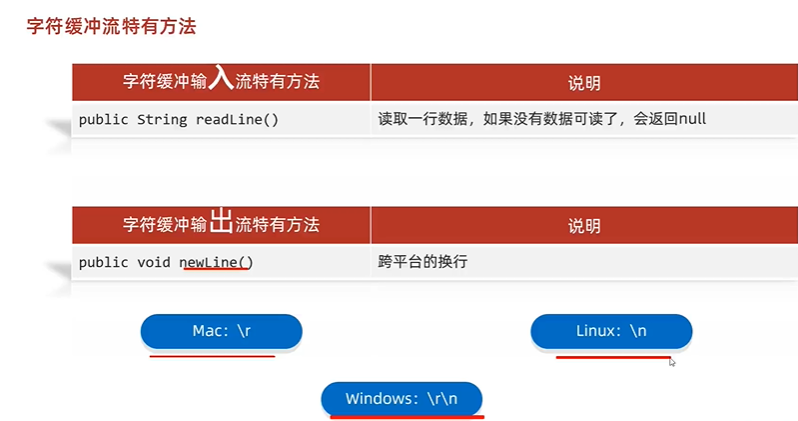 字符缓冲流特有方法
字符缓冲输入流特有方法 说明
public String readLine() 读取一行数据，如果没有数据可读了，会返回null
字符缓冲输出流特有方法 说明
public void newLine() 跨平台的换行
Mac：\r Linux：\n
Windows：\r\n